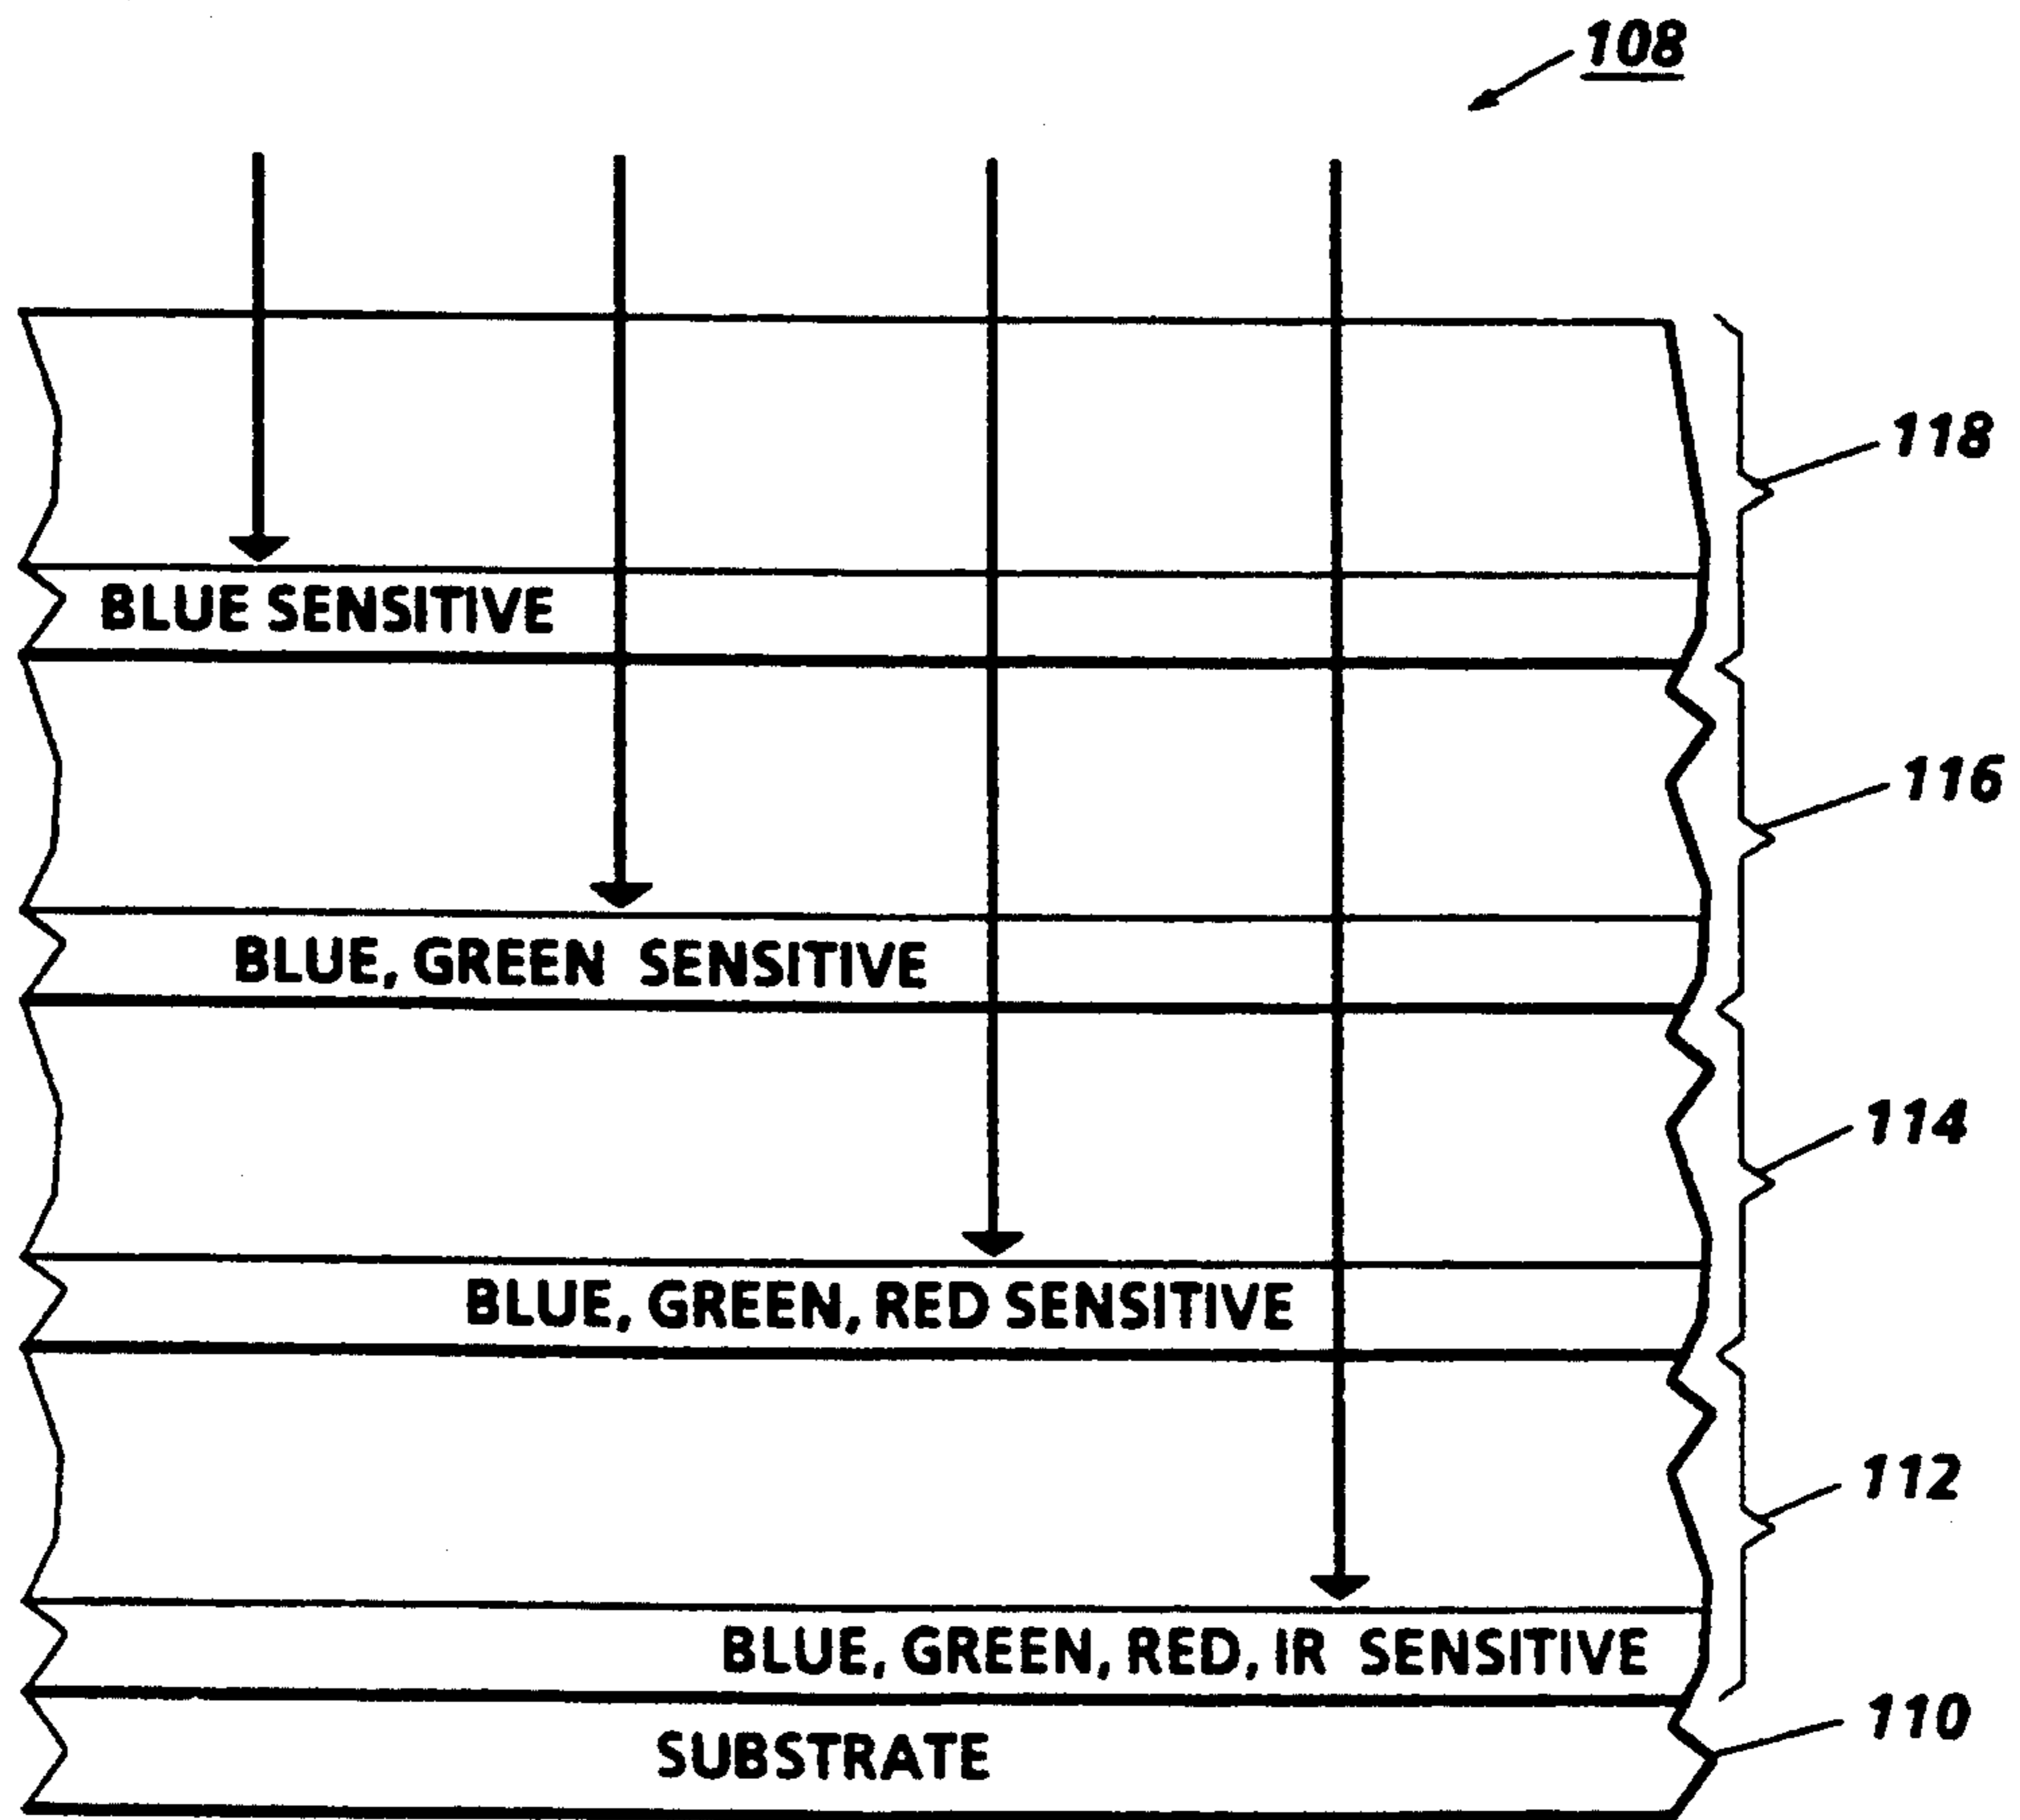 108
118
BLUE SENSITIVE
116
BLUE, GREEN SENSITIVE
114
BLUE, GREEN, RED SENSITIVE
112
BLUE, GREEN, RED, IR SENSITIVE
110
SUBSTRATE